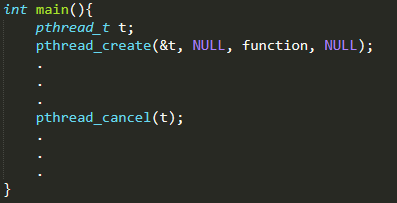 int main(){
    pthread_t t;
    pthread_create(&t, NULL, function, NULL);
    .
    .
    .
    pthread_cancel(t);
    .
    .
    .
}